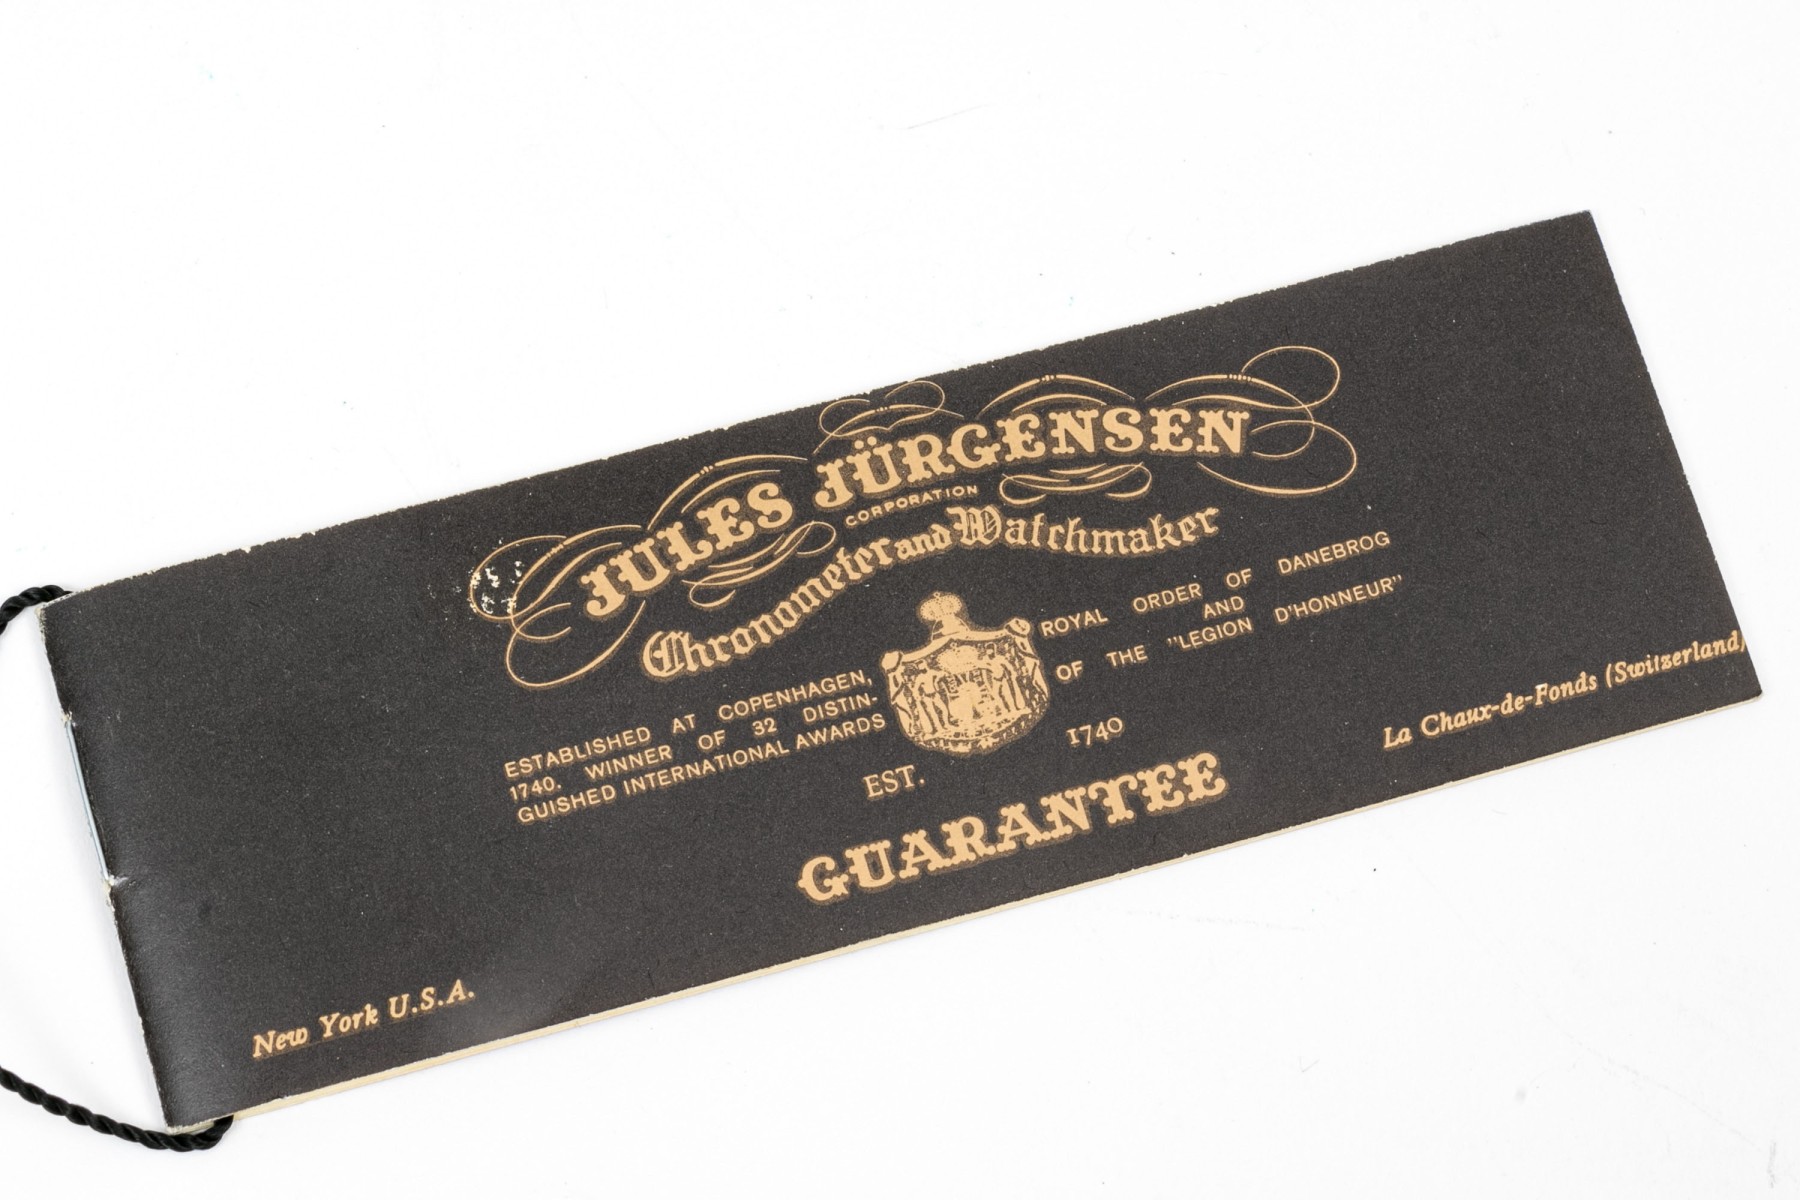 JULES JÜRGENSEN
CORPORATION
Chronometer and Watchmaker
ESTABLISHED AT COPENHAGEN,
1740. WINNER OF 32 DISTIN-
GUISHED INTERNATIONAL AWARDS
ROYAL ORDER OF DANEBROG
AND
OF THE "LEGION D'HONNEUR"
EST. 1740
GUARANTEE
New York U.S.A.
La Chaux-de-Fonds (Switzerland)